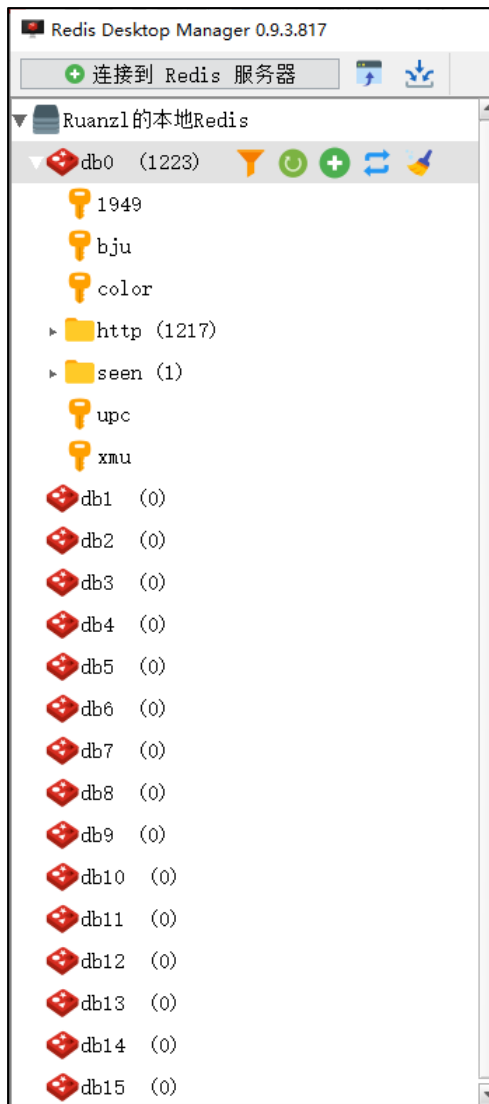 Redis Desktop Manager 0.9.3.817
连接到 Redis 服务器
Ruanzl的本地Redis
db0 (1223)
1949
bju
color
http (1217)
seen (1)
upc
xmu
db1 (0)
db2 (0)
db3 (0)
db4 (0)
db5 (0)
db6 (0)
db7 (0)
db8 (0)
db9 (0)
db10 (0)
db11 (0)
db12 (0)
db13 (0)
db14 (0)
db15 (0)